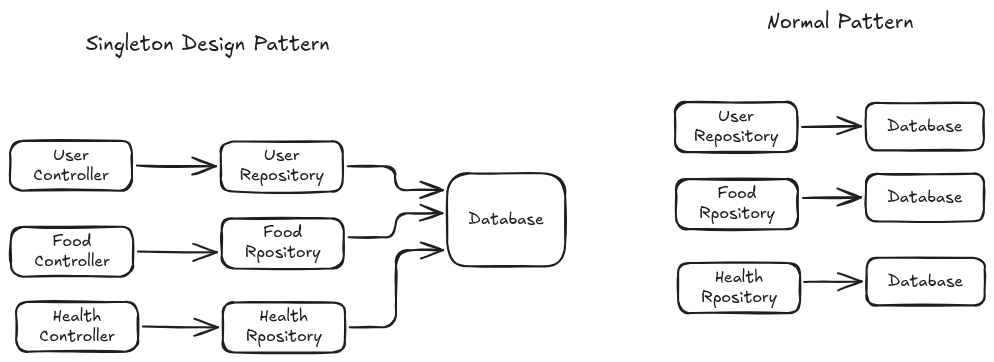 Singleton Design Pattern
Normal Pattern
User
Controller
User
Repository
Food
Controller
Food
Rpository
Health
Controller
Health
Rpository
Database
User
Repository
Database
Food
Rpository
Database
Health
Rpository
Database